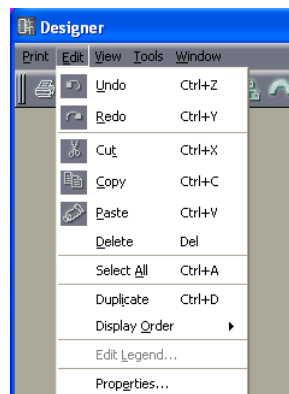 Designer
Print Edit View Tools Window
Undo Ctrl+Z
Redo Ctrl+Y
Cut Ctrl+X
Copy Ctrl+C
Paste Ctrl+V
Delete Del
Select All Ctrl+A
Duplicate Ctrl+D
Display Order
Edit Legend...
Properties...